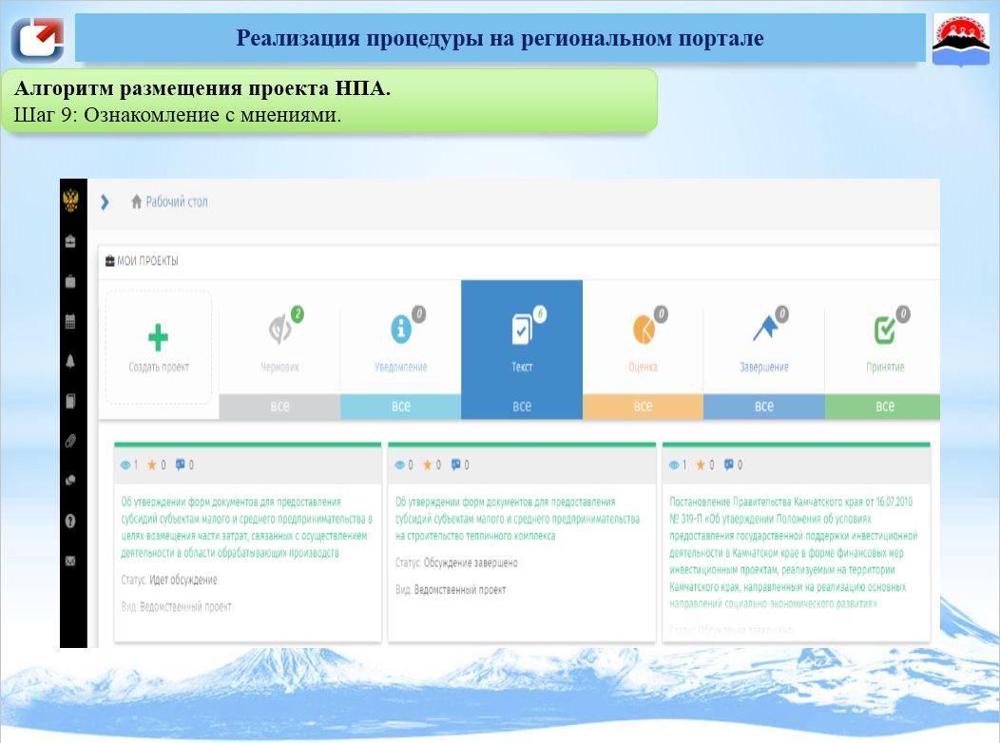 Реализация процедуры на региональном портале
Алгоритм размещения проекта НПА.
Шаг 9: Ознакомление с мнениями.
Рабочий стол
МОИ ПРОЕКТЫ
2 0 6 0 0 0
Создать проект Черновик Уведомление Текст Оценка Завершение Принятие
все все все все все все
1 0 0
Об утверждении форм документов для предоставления
субсидий субъектам малого и среднего предпринимательства в
целях возмещения части затрат, связанных с осуществлением
деятельности в области обрабатывающих производств
Статус: Идет обсуждение
Вид: Ведомственный проект
0 0 0
Об утверждении форм документов для предоставления
субсидий субъектам малого и среднего предпринимательства
на строительство тепличного комплекса
Статус: Обсуждение завершено
Вид: Ведомственный проект
1 0 0
Постановление Правительства Камчатского края от 16.07.2010
№ 319-П «Об утверждении Положения об условиях
предоставления государственной поддержки инвестиционной
деятельности в Камчатском крае в форме финансовых мер
инвестиционным проектам, реализуемым на территории
Камчатского края, направленным на реализацию основных
направлений социально-экономического развития»
Статус: Обсуждение завершено